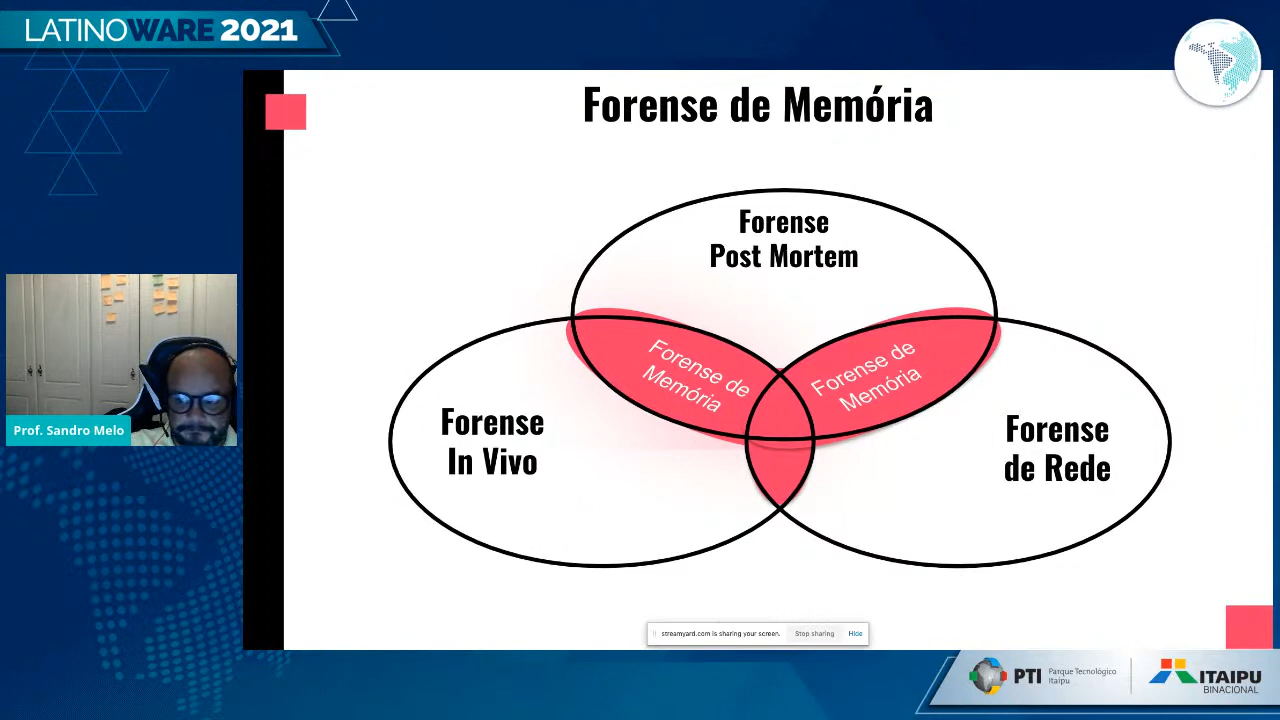 LATINOWARE 2021
Forense de Memória
Forense
Post Mortem
Forense de
Memória
Forense de
Memória
Forense
In Vivo
Forense
de Rede
Prof. Sandro Melo
streamyard.com is sharing your screen.
Stop sharing
Hide
PTI
Parque Tecnológico
Itaipu
ITAIPU
BINACIONAL